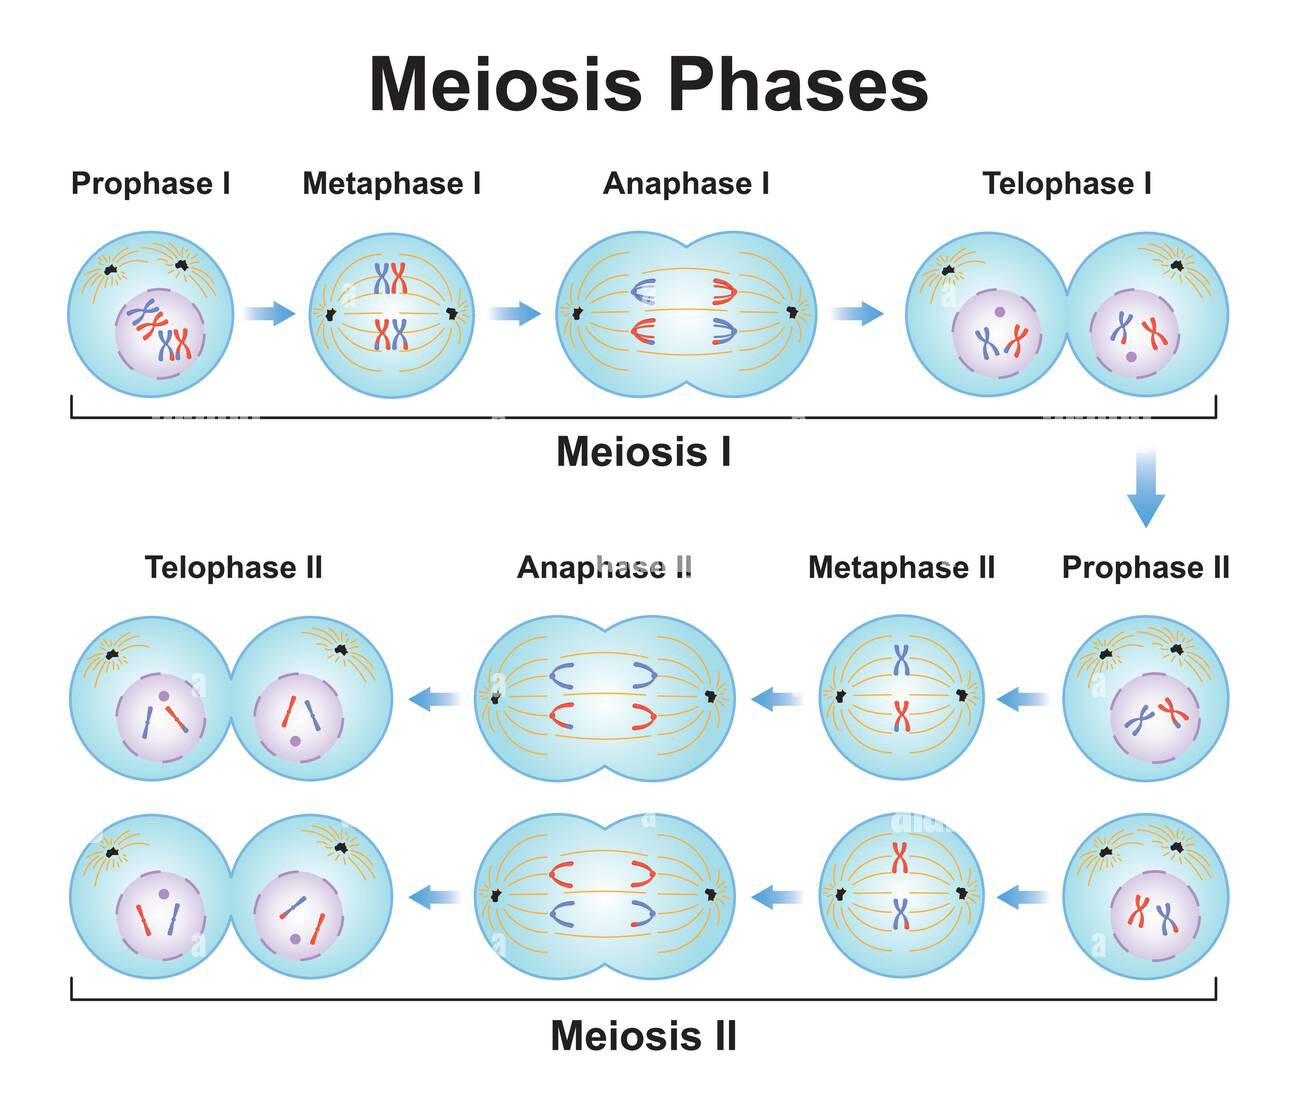 Meiosis Phases
Prophase I
Metaphase I
Anaphase I
Telophase I
Meiosis I
Telophase II
Anaphase II
Metaphase II
Prophase II
Meiosis II